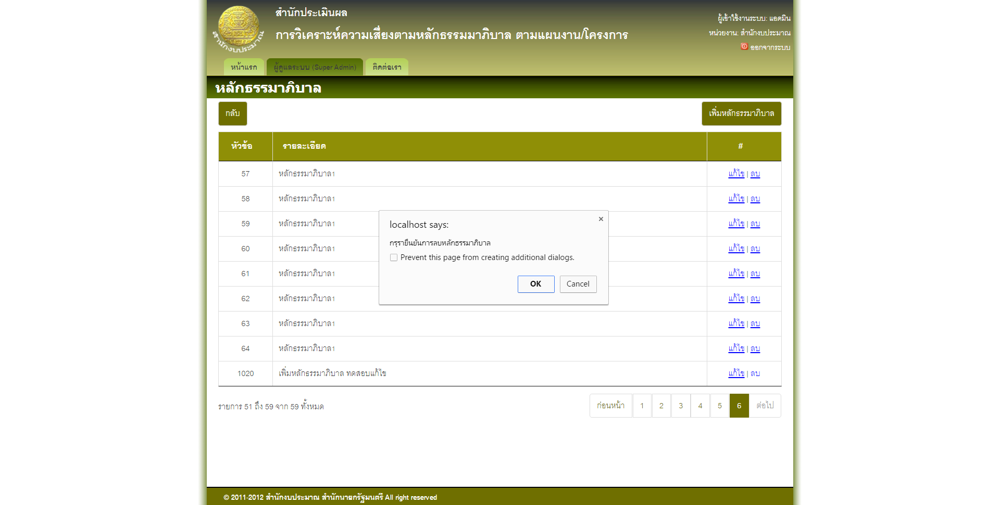 สำนักประเมินผล
การวิเคราะห์ความเสี่ยงตามหลักธรรมมาภิบาล ตามแผนงาน/โครงการ
สำนักงบประมาณ
ผู้เข้าใช้งานระบบ: แอดมิน
หน่วยงาน: สำนักงบประมาณ
ออกจากระบบ
หน้าแรก
ผู้ดูแลระบบ (Super Admin)
ติดต่อเรา
หลักธรรมาภิบาล
กลับ
เพิ่มหลักธรรมาภิบาล
หัวข้อ รายละเอียด #
57 หลักธรรมาภิบาล1 แก้ไข | ลบ
58 หลักธรรมาภิบาล1 แก้ไข | ลบ
59 หลักธรรมาภิบาล1 แก้ไข | ลบ
60 หลักธรรมาภิบาล1 แก้ไข | ลบ
61 หลักธรรมาภิบาล1 แก้ไข | ลบ
62 หลักธรรมาภิบาล1 แก้ไข | ลบ
63 หลักธรรมาภิบาล1 แก้ไข | ลบ
64 หลักธรรมาภิบาล1 แก้ไข | ลบ
1020 เพิ่มหลักธรรมาภิบาล ทดสอบแก้ไข แก้ไข | ลบ
localhost says:
กรุรายืนยันการลบหลักธรรมาภิบาล
Prevent this page from creating additional dialogs.
OK
Cancel
รายการ 51 ถึง 59 จาก 59 ทั้งหมด
ก่อนหน้า 1 2 3 4 5 6 ต่อไป
© 2011-2012 สำนักงบประมาณ สำนักนายกรัฐมนตรี All right reserved